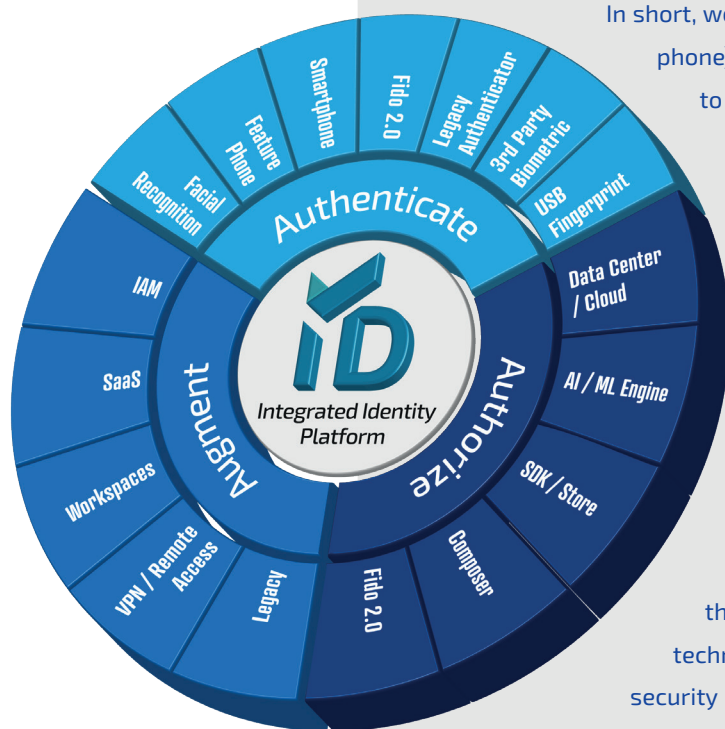 In short, we
phone
to
Facial
Recognition
Feature
Phone
Smartphone
Fido 2.0
Legacy
Authenticator
3rd Party
Biometric
USB
Fingerprint
Authenticate
Data Center
/ Cloud
AI / ML Engine
SDK / Store
Composer
Fido 2.0
Authorize
IAM
SaaS
Workspaces
VPN / Remote
Access
Legacy
Augment
iD
Integrated Identity
Platform
techn
security